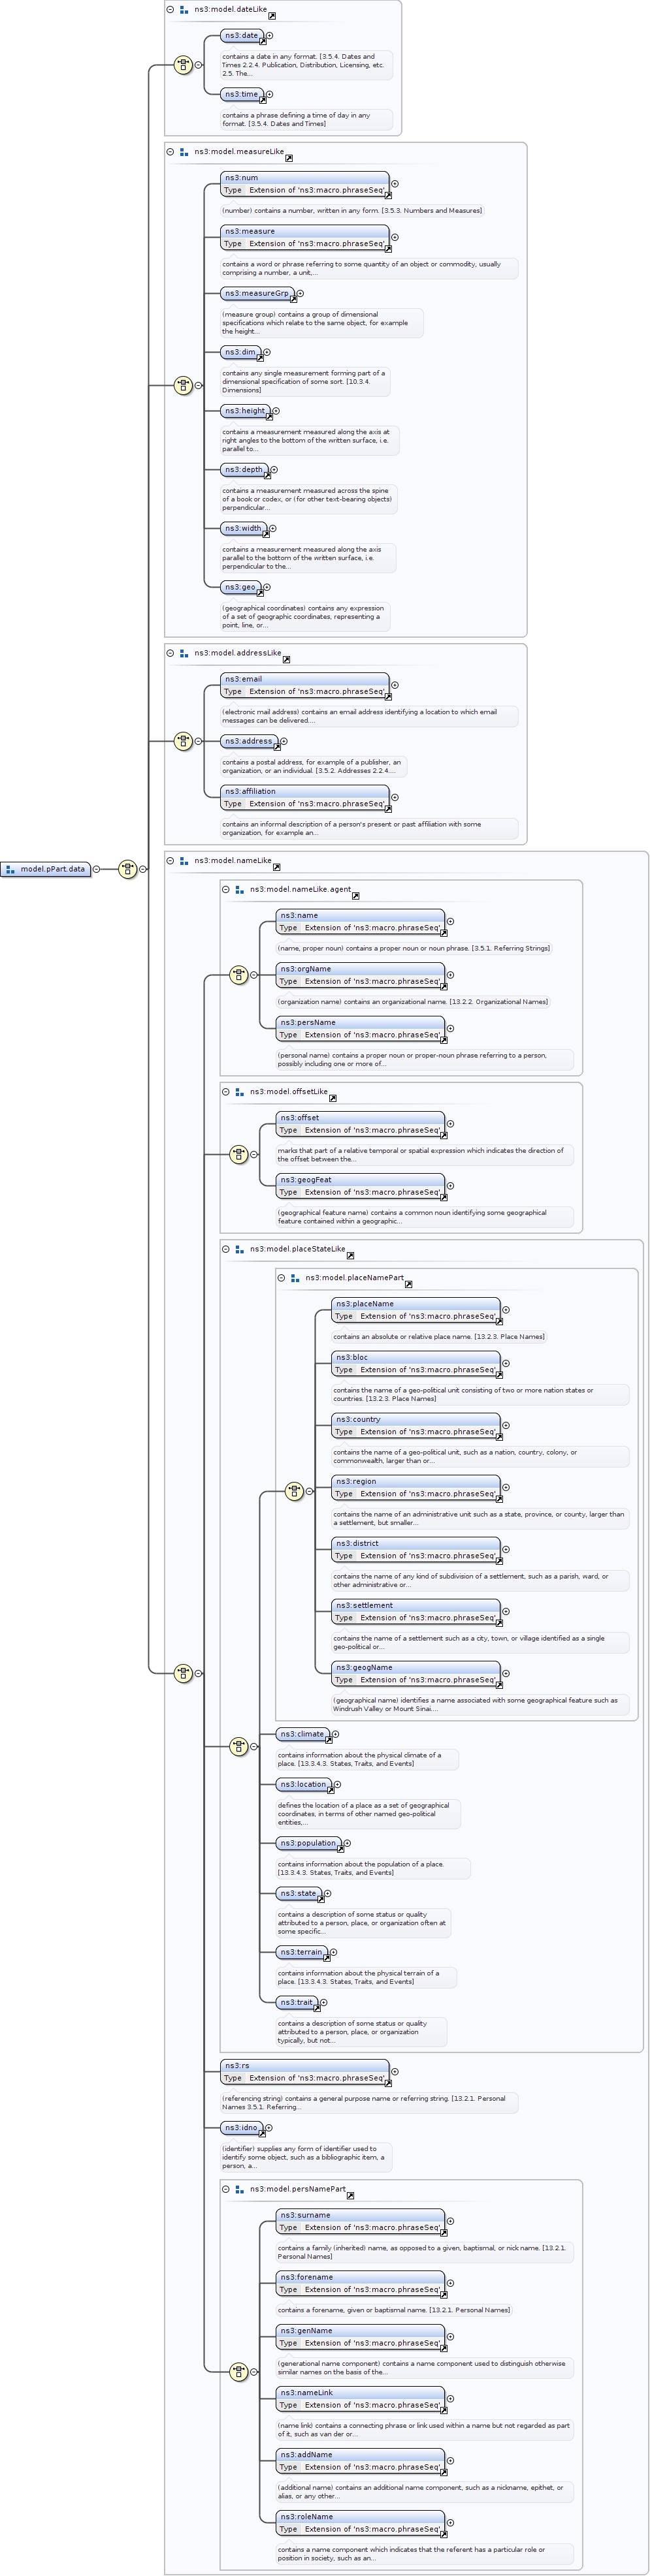 ns3:model.dateLike
ns3:date
contains a date in any format. [3.5.4. Dates and
Times 2.2.4. Publication, Distribution, Licensing, etc.
2.5. The...
ns3:time
contains a phrase defining a time of day in any
format. [3.5.4. Dates and Times]
ns3:model.measureLike
ns3:num
Type Extension of 'ns3:macro.phraseSeq'
(number) contains a number, written in any form. [3.5.3. Numbers and Measures]
ns3:measure
Type Extension of 'ns3:macro.phraseSeq'
contains a word or phrase referring to some quantity of an object or commodity, usually
comprising a number, a unit,...
ns3:measureGrp
(measure group) contains a group of dimensional
specifications which relate to the same object, for example
the height...
ns3:dim
contains any single measurement forming part of a
dimensional specification of some sort. [10.3.4.
Dimensions]
ns3:height
contains a measurement measured along the axis at
right angles to the bottom of the written surface, i.e.
parallel to...
ns3:depth
contains a measurement measured across the spine
of a book or codex, or (for other text-bearing objects)
perpendicular...
ns3:width
contains a measurement measured along the axis
parallel to the bottom of the written surface, i.e.
perpendicular to the...
ns3:geo
(geographical coordinates) contains any expression
of a set of geographic coordinates, representing a
point, line, or...
ns3:model.addressLike
ns3:email
Type Extension of 'ns3:macro.phraseSeq'
(electronic mail address) contains an email address identifying a location to which email
messages can be delivered....
ns3:address
contains a postal address, for example of a publisher, an
organization, or an individual. [3.5.2. Addresses 2.2.4....
ns3:affiliation
Type Extension of 'ns3:macro.phraseSeq'
contains an informal description of a person's present or past affiliation with some
organization, for example an...
model.pPart.data
ns3:model.nameLike
ns3:model.nameLike.agent
ns3:name
Type Extension of 'ns3:macro.phraseSeq'
(name, proper noun) contains a proper noun or noun phrase. [3.5.1. Referring Strings]
ns3:orgName
Type Extension of 'ns3:macro.phraseSeq'
(organization name) contains an organizational name. [13.2.2. Organizational Names]
ns3:persName
Type Extension of 'ns3:macro.phraseSeq'
(personal name) contains a proper noun or proper-noun phrase referring to a person,
possibly including one or more of...
ns3:model.offsetLike
ns3:offset
Type Extension of 'ns3:macro.phraseSeq'
marks that part of a relative temporal or spatial expression which indicates the direction of
the offset between the...
ns3:geogFeat
Type Extension of 'ns3:macro.phraseSeq'
(geographical feature name) contains a common noun identifying some geographical
feature contained within a geographic...
ns3:model.placeStateLike
ns3:model.placeNamePart
ns3:placeName
Type Extension of 'ns3:macro.phraseSeq'
contains an absolute or relative place name. [13.2.3. Place Names]
ns3:bloc
Type Extension of 'ns3:macro.phraseSeq'
contains the name of a geo-political unit consisting of two or more nation states or
countries. [13.2.3. Place Names]
ns3:country
Type Extension of 'ns3:macro.phraseSeq'
contains the name of a geo-political unit, such as a nation, country, colony, or
commonwealth, larger than or...
ns3:region
Type Extension of 'ns3:macro.phraseSeq'
contains the name of an administrative unit such as a state, province, or county, larger than
a settlement, but smaller...
ns3:district
Type Extension of 'ns3:macro.phraseSeq'
contains the name of any kind of subdivision of a settlement, such as a parish, ward, or
other administrative or...
ns3:settlement
Type Extension of 'ns3:macro.phraseSeq'
contains the name of a settlement such as a city, town, or village identified as a single
geo-political or...
ns3:geogName
Type Extension of 'ns3:macro.phraseSeq'
(geographical name) identifies a name associated with some geographical feature such as
Windrush Valley or Mount Sinai....
ns3:climate
contains information about the physical climate of a
place. [13.3.4.3. States, Traits, and Events]
ns3:location
defines the location of a place as a set of geographical
coordinates, in terms of other named geo-political
entities,...
ns3:population
contains information about the population of a place.
[13.3.4.3. States, Traits, and Events]
ns3:state
contains a description of some status or quality
attributed to a person, place, or organization often at
some specific...
ns3:terrain
contains information about the physical terrain of a
place. [13.3.4.3. States, Traits, and Events]
ns3:trait
contains a description of some status or quality
attributed to a person, place, or organization
typically, but not...
ns3:rs
Type Extension of 'ns3:macro.phraseSeq'
(referencing string) contains a general purpose name or referring string. [13.2.1. Personal
Names 3.5.1. Referring...
ns3:idno
(identifier) supplies any form of identifier used to
identify some object, such as a bibliographic item, a
person, a...
ns3:model.persNamePart
ns3:surname
Type Extension of 'ns3:macro.phraseSeq'
contains a family (inherited) name, as opposed to a given, baptismal, or nick name. [13.2.1.
Personal Names]
ns3:forename
Type Extension of 'ns3:macro.phraseSeq'
contains a forename, given or baptismal name. [13.2.1. Personal Names]
ns3:genName
Type Extension of 'ns3:macro.phraseSeq'
(generational name component) contains a name component used to distinguish otherwise
similar names on the basis of the...
ns3:nameLink
Type Extension of 'ns3:macro.phraseSeq'
(name link) contains a connecting phrase or link used within a name but not regarded as part
of it, such as van der or...
ns3:addName
Type Extension of 'ns3:macro.phraseSeq'
(additional name) contains an additional name component, such as a nickname, epithet, or
alias, or any other...
ns3:roleName
Type Extension of 'ns3:macro.phraseSeq'
contains a name component which indicates that the referent has a particular role or
position in society, such as an...